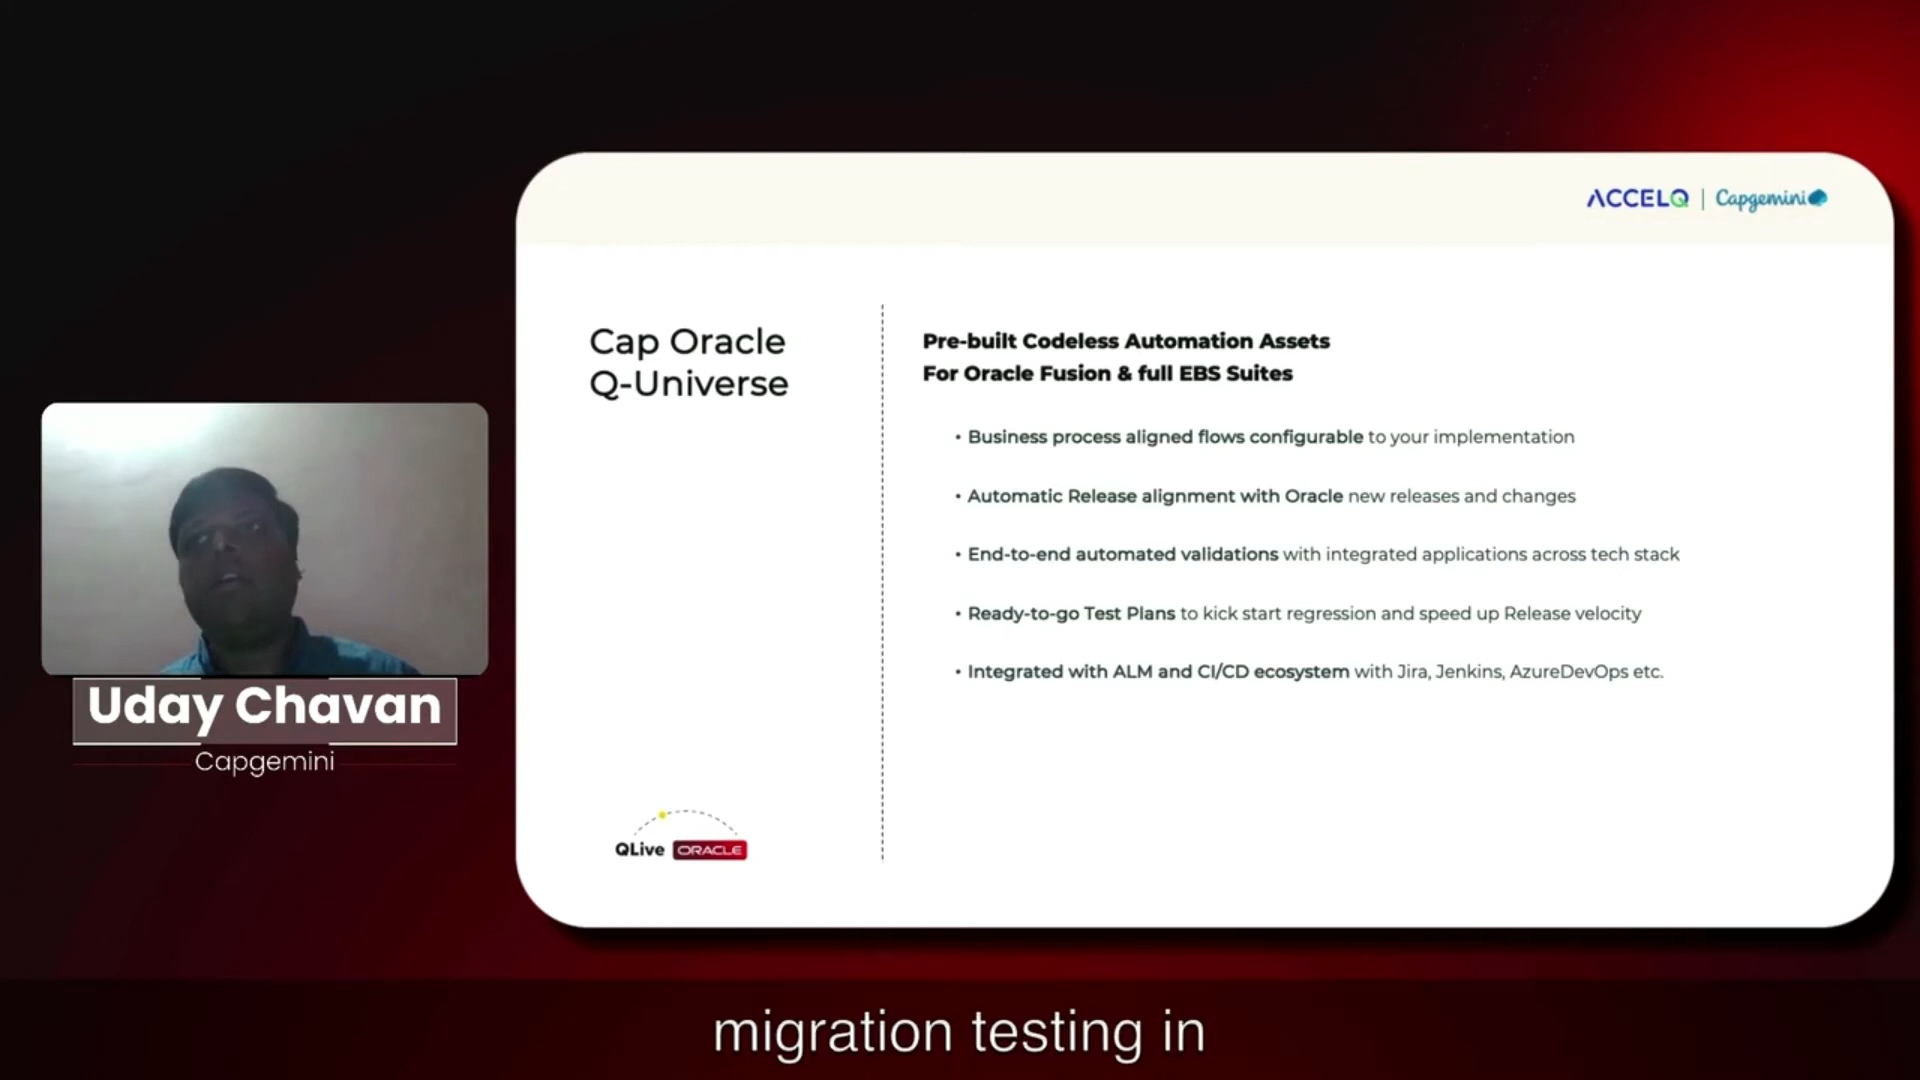 ACCELQ | Capgemini
Cap Oracle
Q-Universe
Pre-built Codeless Automation Assets
For Oracle Fusion & full EBS Suites
• Business process aligned flows configurable to your implementation
• Automatic Release alignment with Oracle new releases and changes
• End-to-end automated validations with integrated applications across tech stack
• Ready-to-go Test Plans to kick start regression and speed up Release velocity
• Integrated with ALM and CI/CD ecosystem with Jira, Jenkins, AzureDevOps etc.
QLive ORACLE
Uday Chavan
Capgemini
migration testing in